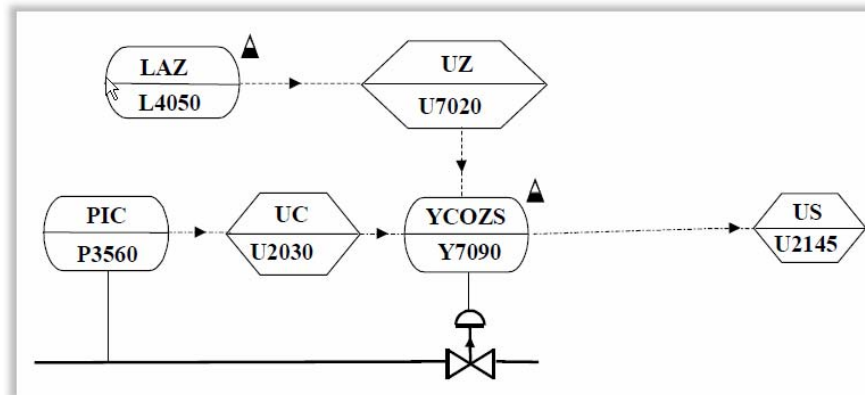 LAZ
L4050
UZ
U7020
PIC
P3560
UC
U2030
YCOZS
Y7090
US
U2145